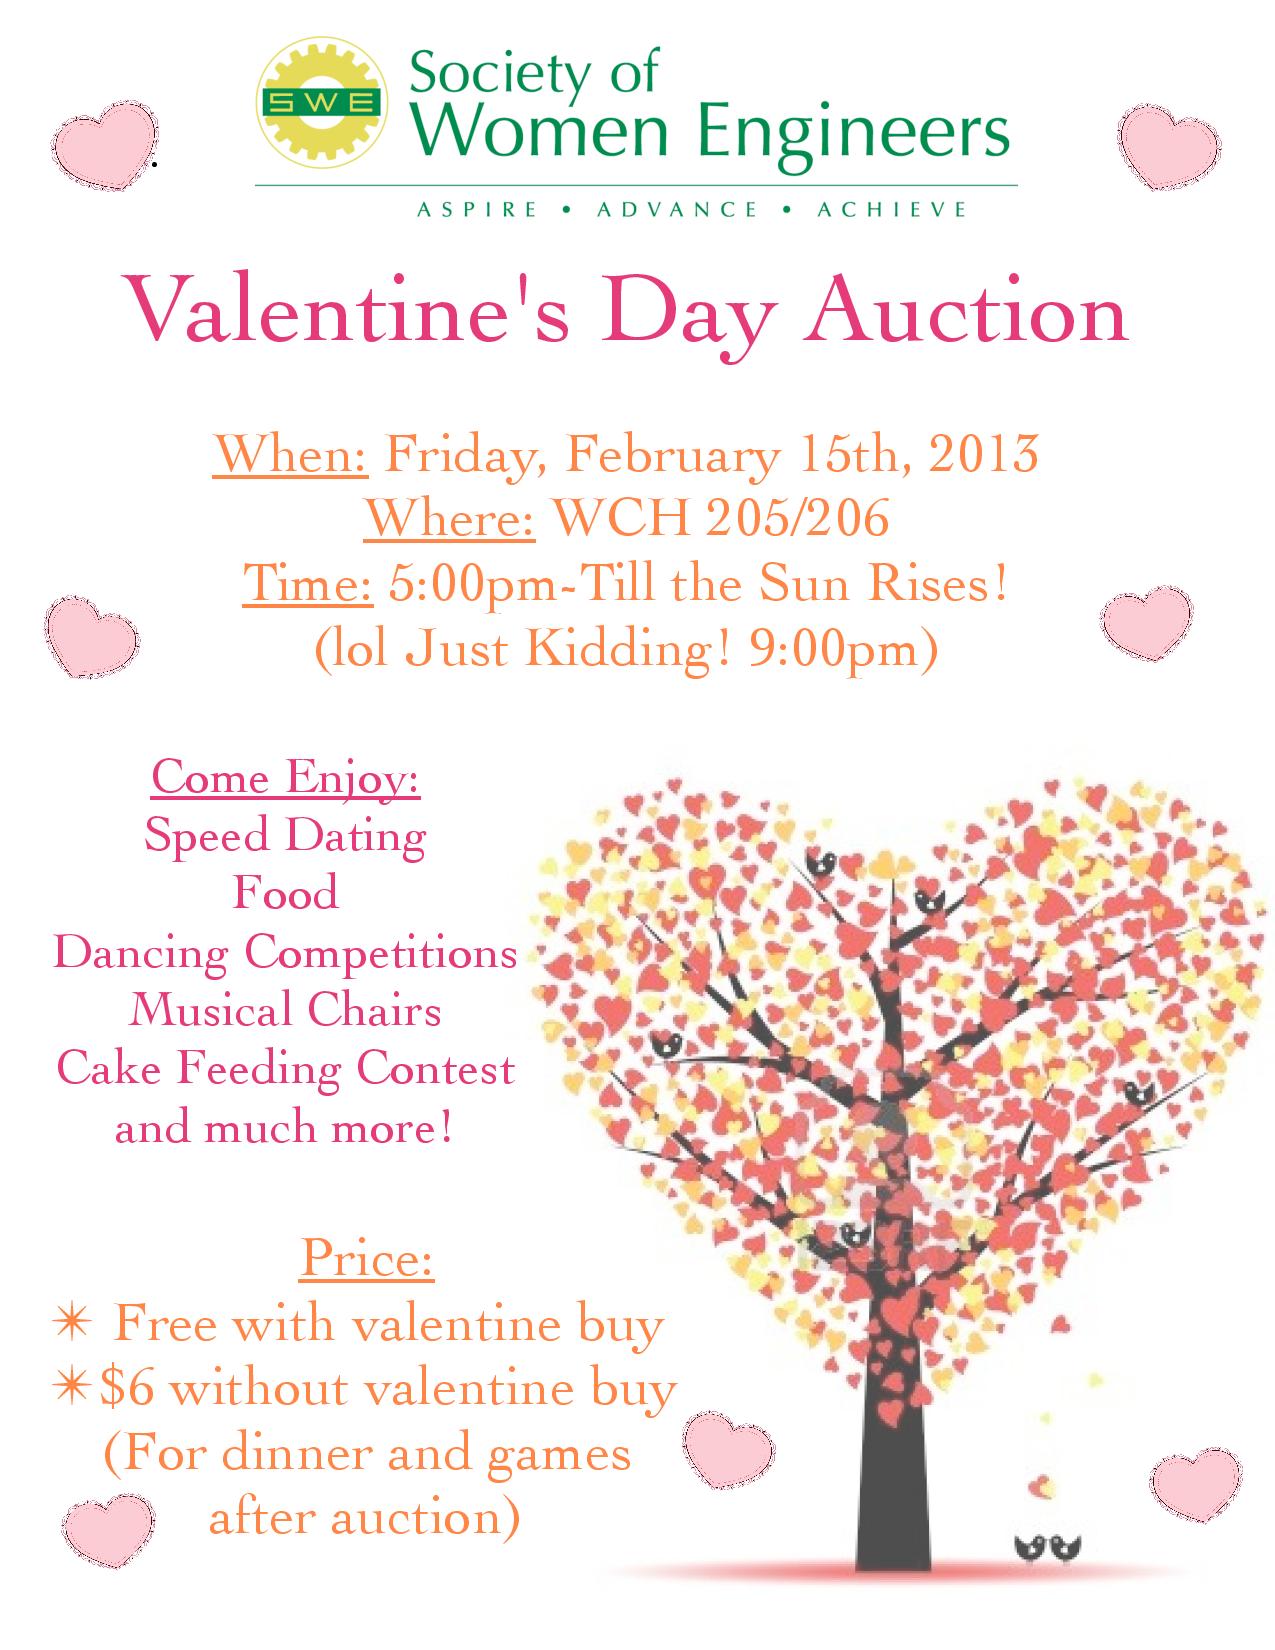 SWE
Society of
Women Engineers
ASPIRE • ADVANCE • ACHIEVE
Valentine's Day Auction
When: Friday, February 15th, 2013
Where: WCH 205/206
Time: 5:00pm-Till the Sun Rises!
(lol Just Kidding! 9:00pm)
Come Enjoy:
Speed Dating
Food
Dancing Competitions
Musical Chairs
Cake Feeding Contest
and much more!
Price:
✴ Free with valentine buy
✴$6 without valentine buy
(For dinner and games
after auction)